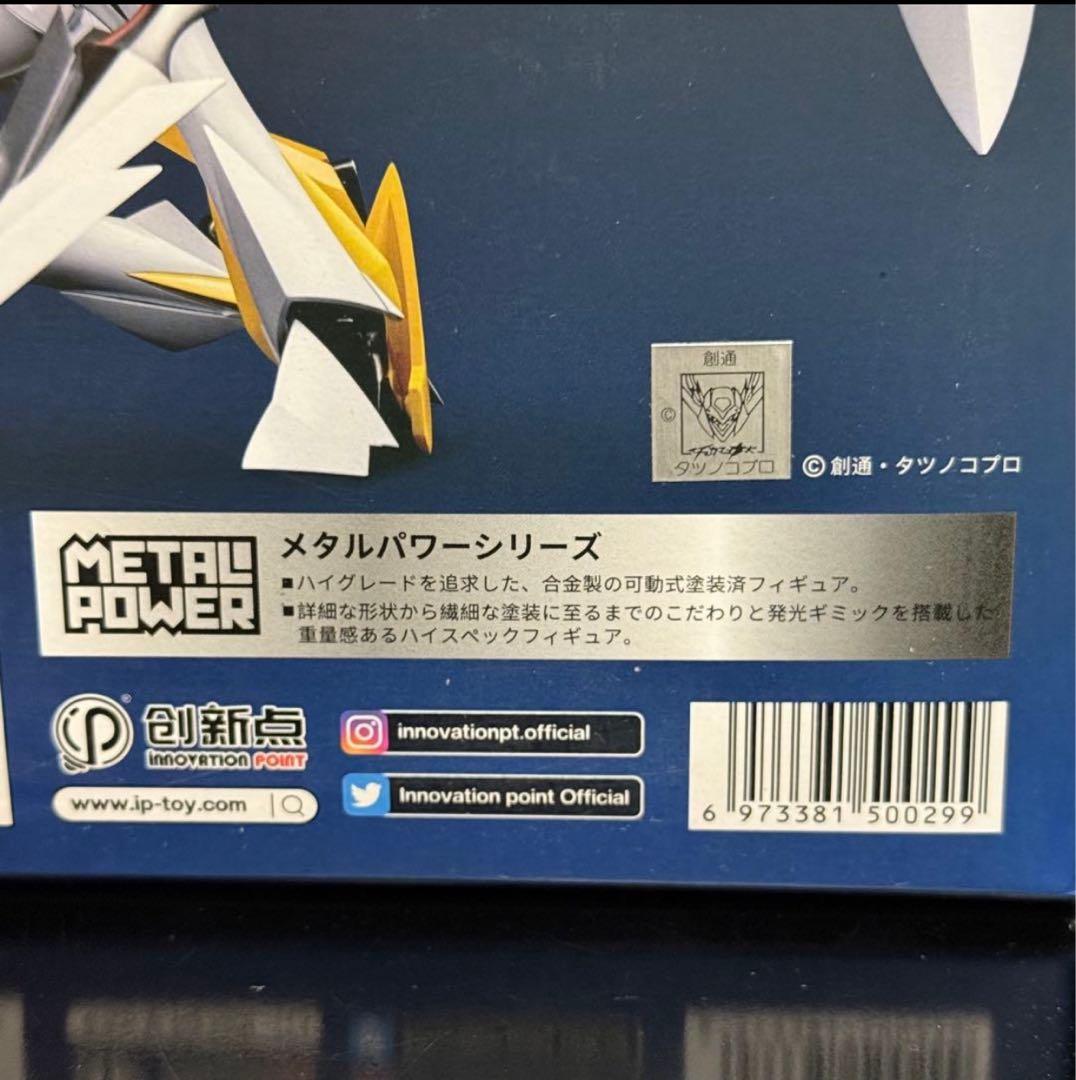 創通
©
タツノコプロ
©創通・タツノコプロ
METAL
POWER
メタルパワーシリーズ
■ハイグレードを追求した、合金製の可動式塗装済フィギュア。
■詳細な形状から繊細な塗装に至るまでのこだわりと発光ギミックを搭載した
重量感あるハイスペックフィギュア。
ip®
创新点
INNOVATION POINT
innovationpt.official
www.ip-toy.com
Innovation point Official
6 973381 500299